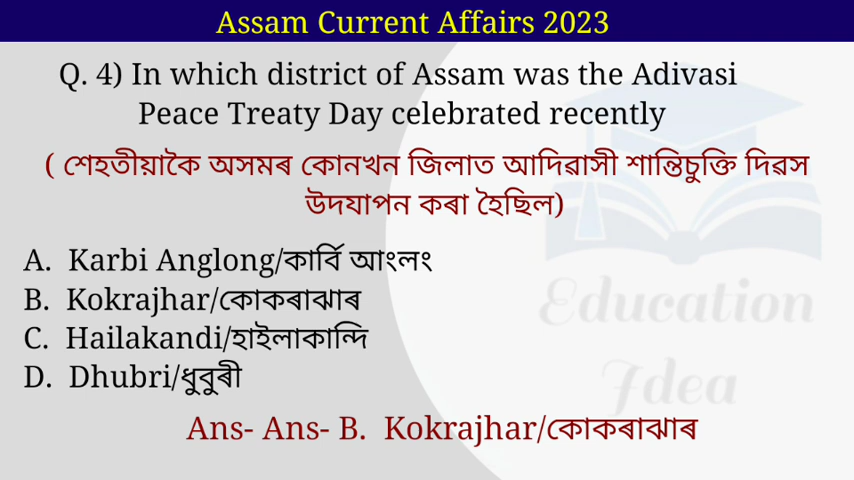 Assam Current Affairs 2023
Q. 4) In which district of Assam was the Adivasi
Peace Treaty Day celebrated recently
( শেহতীয়াকৈ অসমৰ কোনখন জিলাত আদিৱাসী শান্তিচুক্তি দিৱস
উদযাপন কৰা হৈছিল)
A. Karbi Anglong/কাৰ্বি আংলং
B. Kokrajhar/কোকৰাঝাৰ
C. Hailakandi/হাইলাকান্দি
D. Dhubri/ধুবুৰী
Education
Idea
Ans- Ans- B. Kokrajhar/কোকৰাঝাৰ